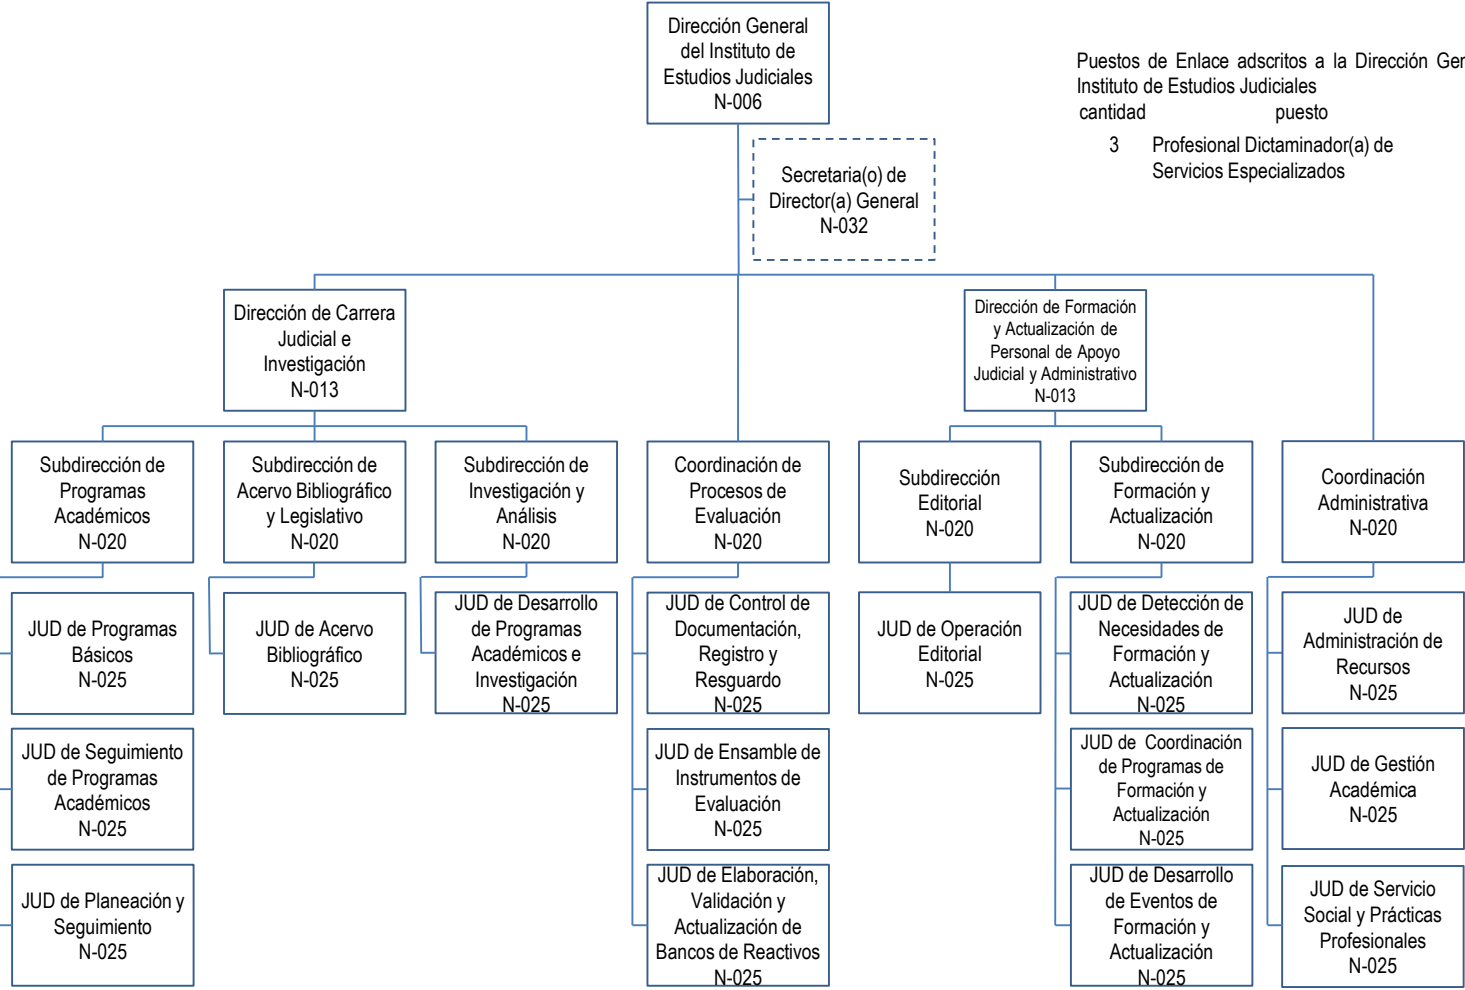 Dirección General
del Instituto de
Estudios Judiciales
N-006
Puestos de Enlace adscritos a la Dirección Ger
Instituto de Estudios Judiciales
cantidad puesto
3 Profesional Dictaminador(a) de
Servicios Especializados
Secretaria(o) de
Director(a) General
N-032
Dirección de Carrera
Judicial e
Investigación
N-013
Dirección de Formación
y Actualización de
Personal de Apoyo
Judicial y Administrativo
N-013
Subdirección de
Programas
Académicos
N-020
Subdirección de
Acervo Bibliográfico
y Legislativo
N-020
Subdirección de
Investigación y
Análisis
N-020
Coordinación de
Procesos de
Evaluación
N-020
Subdirección
Editorial
N-020
Subdirección de
Formación y
Actualización
N-020
Coordinación
Administrativa
N-020
JUD de Programas
Básicos
N-025
JUD de Acervo
Bibliográfico
N-025
JUD de Desarrollo
de Programas
Académicos e
Investigación
N-025
JUD de Control de
Documentación,
Registro y
Resguardo
N-025
JUD de Operación
Editorial
N-025
JUD de Detección de
Necesidades de
Formación y
Actualización
N-025
JUD de
Administración de
Recursos
N-025
JUD de Seguimiento
de Programas
Académicos
N-025
JUD de Ensamble de
Instrumentos de
Evaluación
N-025
JUD de Coordinación
de Programas de
Formación y
Actualización
N-025
JUD de Gestión
Académica
N-025
JUD de Planeación y
Seguimiento
N-025
JUD de Elaboración,
Validación y
Actualización de
Bancos de Reactivos
N-025
JUD de Desarrollo
de Eventos de
Formación y
Actualización
N-025
JUD de Servicio
Social y Prácticas
Profesionales
N-025